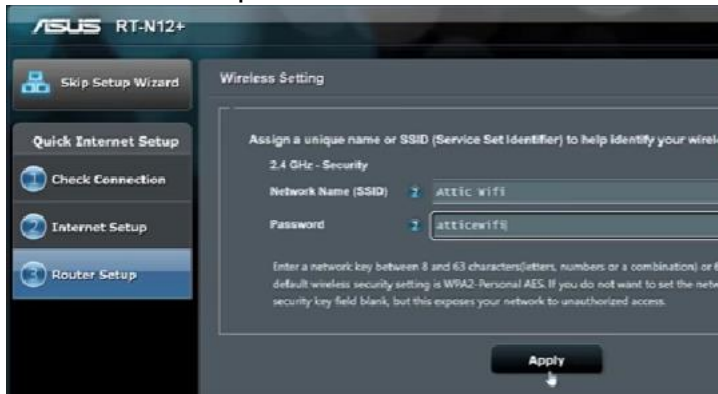 ASUS RT-N12+
Skip Setup Wizard
Quick Internet Setup
1 Check Connection
2 Internet Setup
3 Router Setup
Wireless Setting
Assign a unique name or SSID (Service Set Identifier) to help identify your
2.4 GHz - Security
Network Name (SSID) ? Attic Wifi
Password ? atticewifi
Enter a network key between 8 and 63 characters(letters, numbers or a combination) or
default wireless security setting is WPA2-Personal AES. If you do not want to set the
security key field blank, but this exposes your network to unauthorized access.
Apply